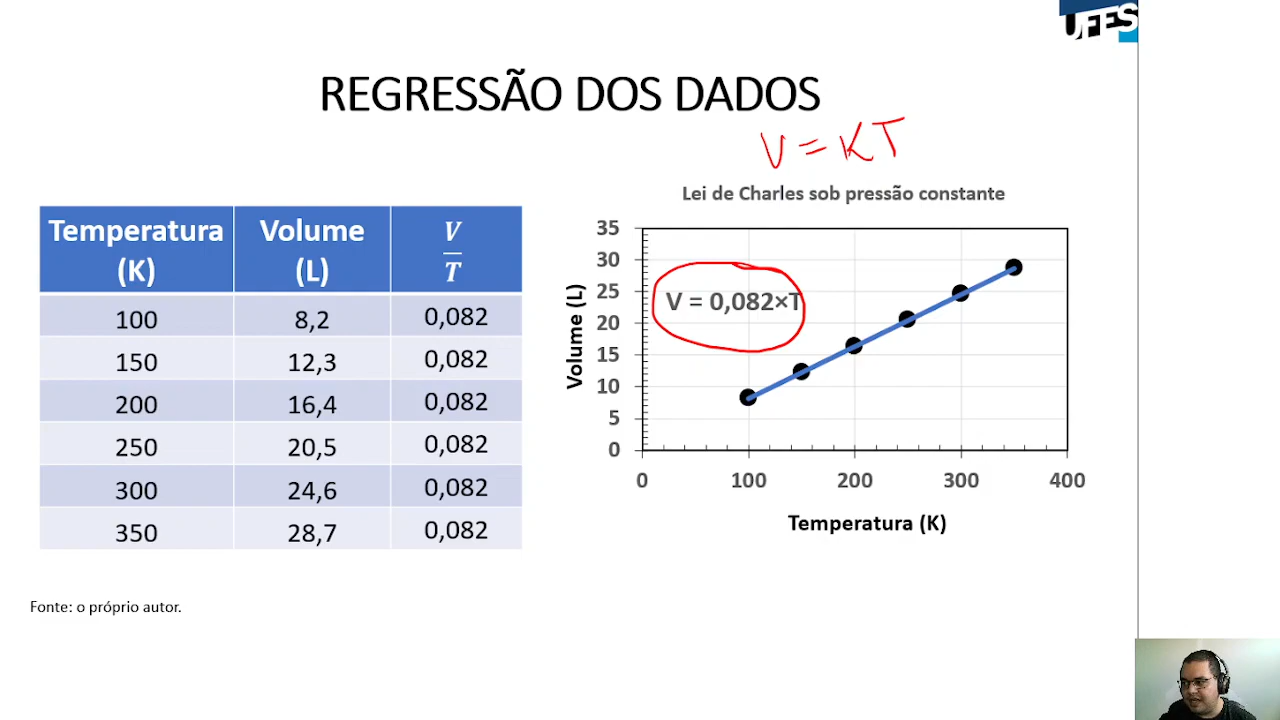 UFES
REGRESSÃO DOS DADOS
V = KT
Temperatura (K) Volume (L) V/T
100 8,2 0,082
150 12,3 0,082
200 16,4 0,082
250 20,5 0,082
300 24,6 0,082
350 28,7 0,082
Lei de Charles sob pressão constante
35
30
25
20
15
10
5
0
Volume (L)
V = 0,082×T
0 100 200 300 400
Temperatura (K)
Fonte: o próprio autor.